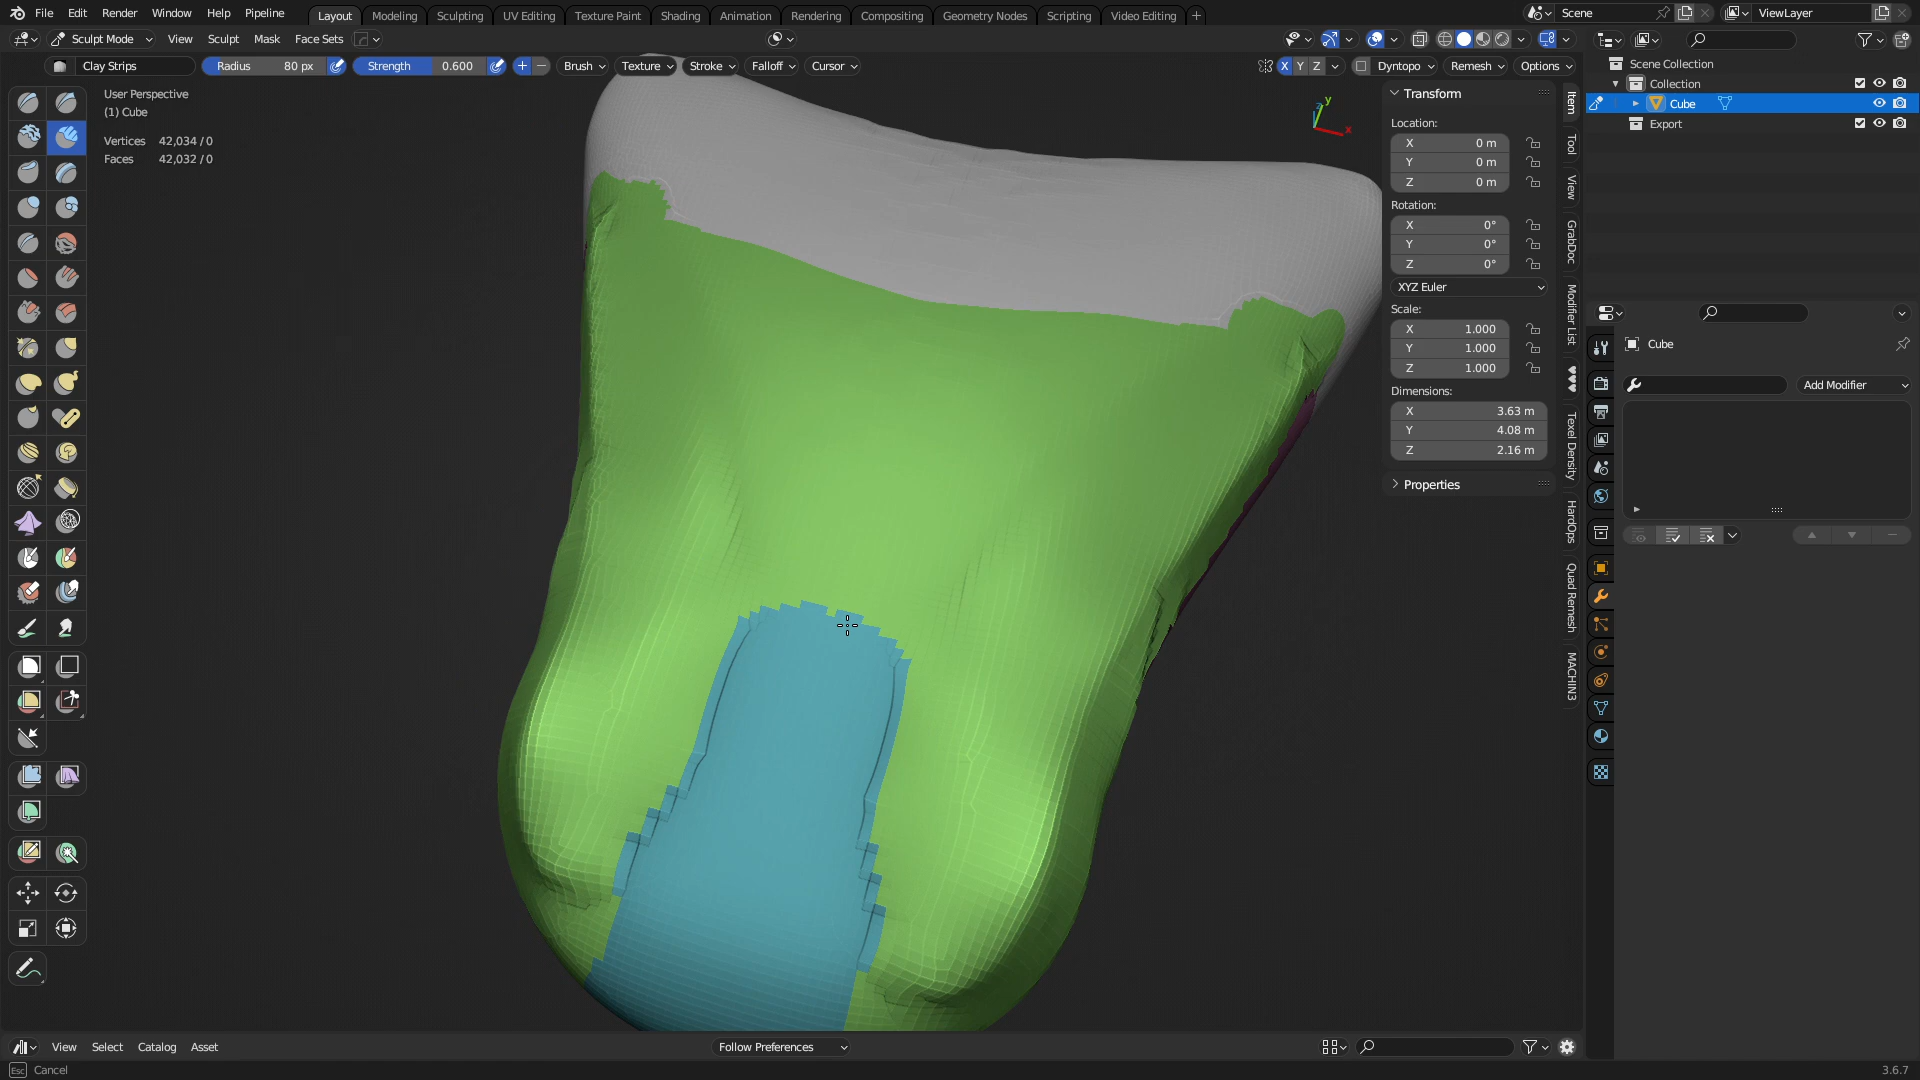 File Edit Render Window Help Pipeline
Layout Modeling Sculpting UV Editing Texture Paint Shading Animation Rendering Compositing Geometry Nodes Scripting Video Editing +
Scene
ViewLayer
Sculpt Mode View Sculpt Mask Face Sets
Clay Strips
Radius 80 px
Strength 0.600
Brush Texture Stroke Falloff Cursor
X Y Z
Dyntopo Remesh Options
User Perspective
(1) Cube
Vertices 42,034 / 0
Faces 42,032 / 0
y
x
Transform
Location:
X 0 m
Y 0 m
Z 0 m
Rotation:
X 0°
Y 0°
Z 0°
XYZ Euler
Scale:
X 1.000
Y 1.000
Z 1.000
Dimensions:
X 3.63 m
Y 4.08 m
Z 2.16 m
Properties
Item
Tool
View
GrabDoc
Modifier List
Texel Density
HardOps
Quad Remesh
MACHIN3
Scene Collection
Collection
Cube
Export
Cube
Add Modifier
View Select Catalog Asset
Follow Preferences
Esc Cancel
3.6.7